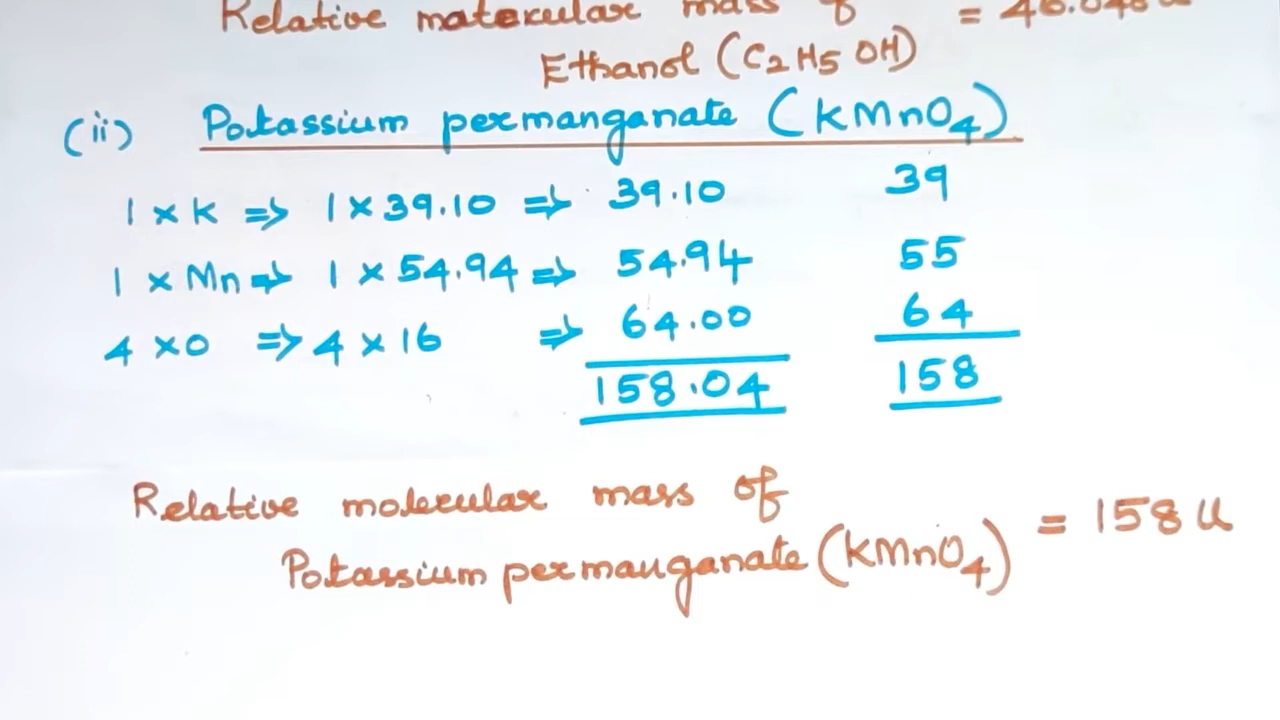 Relative molecular mass of
Ethanol (C2H5OH)
(ii) Potassium permanganate (KMnO4)
1 × K ⇒ 1 × 39.10 ⇒ 39.10 39
1 × Mn ⇒ 1 × 54.94 ⇒ 54.94 55
4 × O ⇒ 4 × 16 ⇒ 64.00 64
158.04 158
Relative molecular mass of
Potassium permanganate (KMnO4) = 158 u